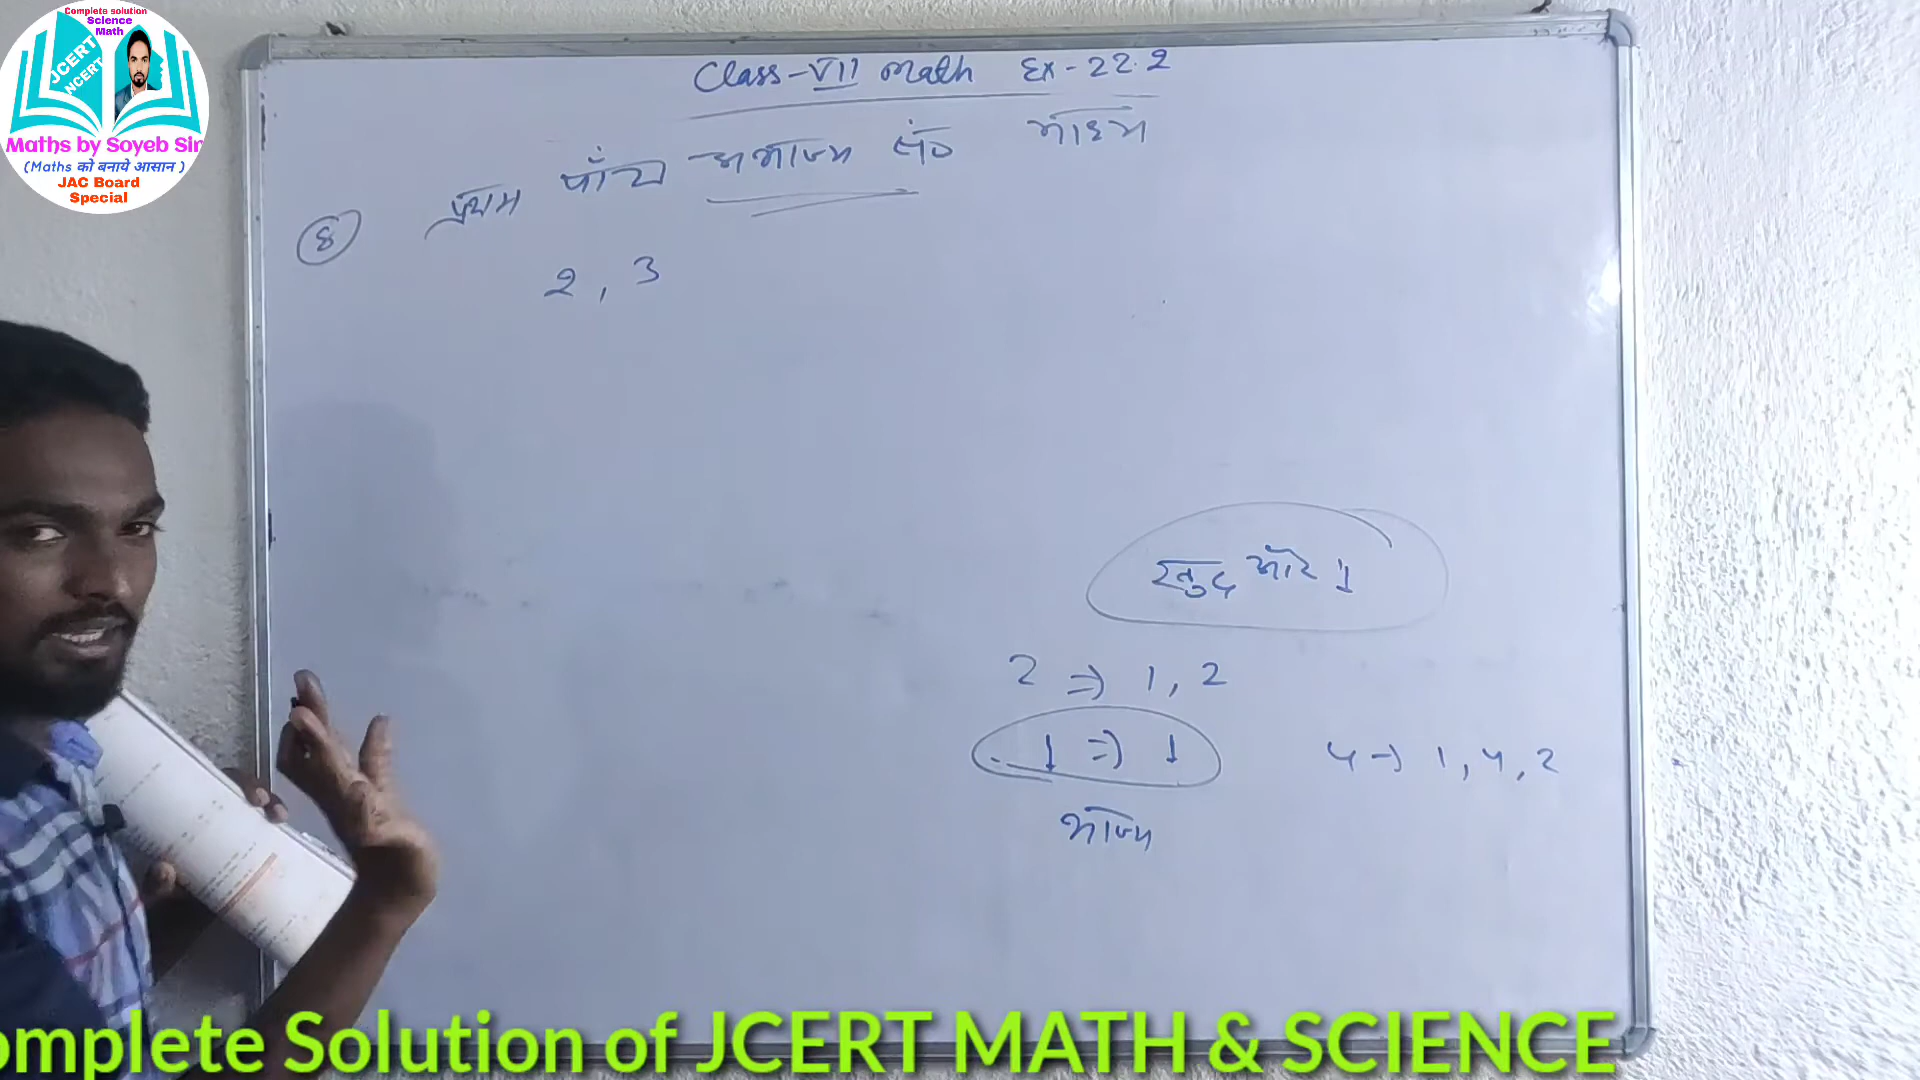 Complete solution
Science
Math
JCERT
NCERT
Maths by Soyeb Sir
(Maths को बनाये आसान )
JAC Board
Special
Class-VII Math Ex-22.2
8 प्रथम पाँच अभाज्य सं० माध्य
2, 3
खुद और 1
2 ⇒ 1, 2
1 ⇒ 1
4 → 1, 4, 2
भाज्य
omplete Solution of JCERT MATH & SCIENCE